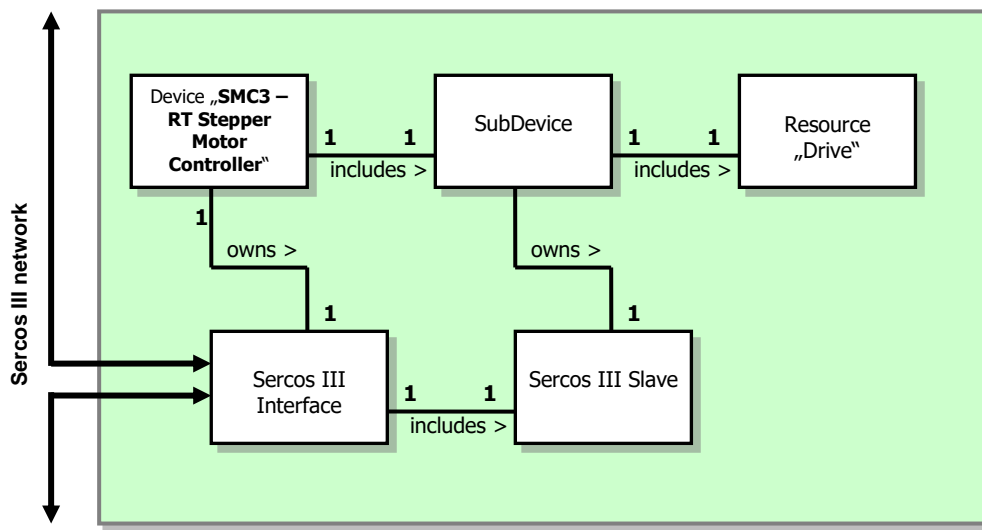 Sercos III network
Device „SMC3 –
RT Stepper
Motor
Controller“
1
1
includes >
SubDevice
1
1
includes >
Resource
„Drive“
1
owns >
1
owns >
1
Sercos III
Interface
1
1
includes >
Sercos III Slave